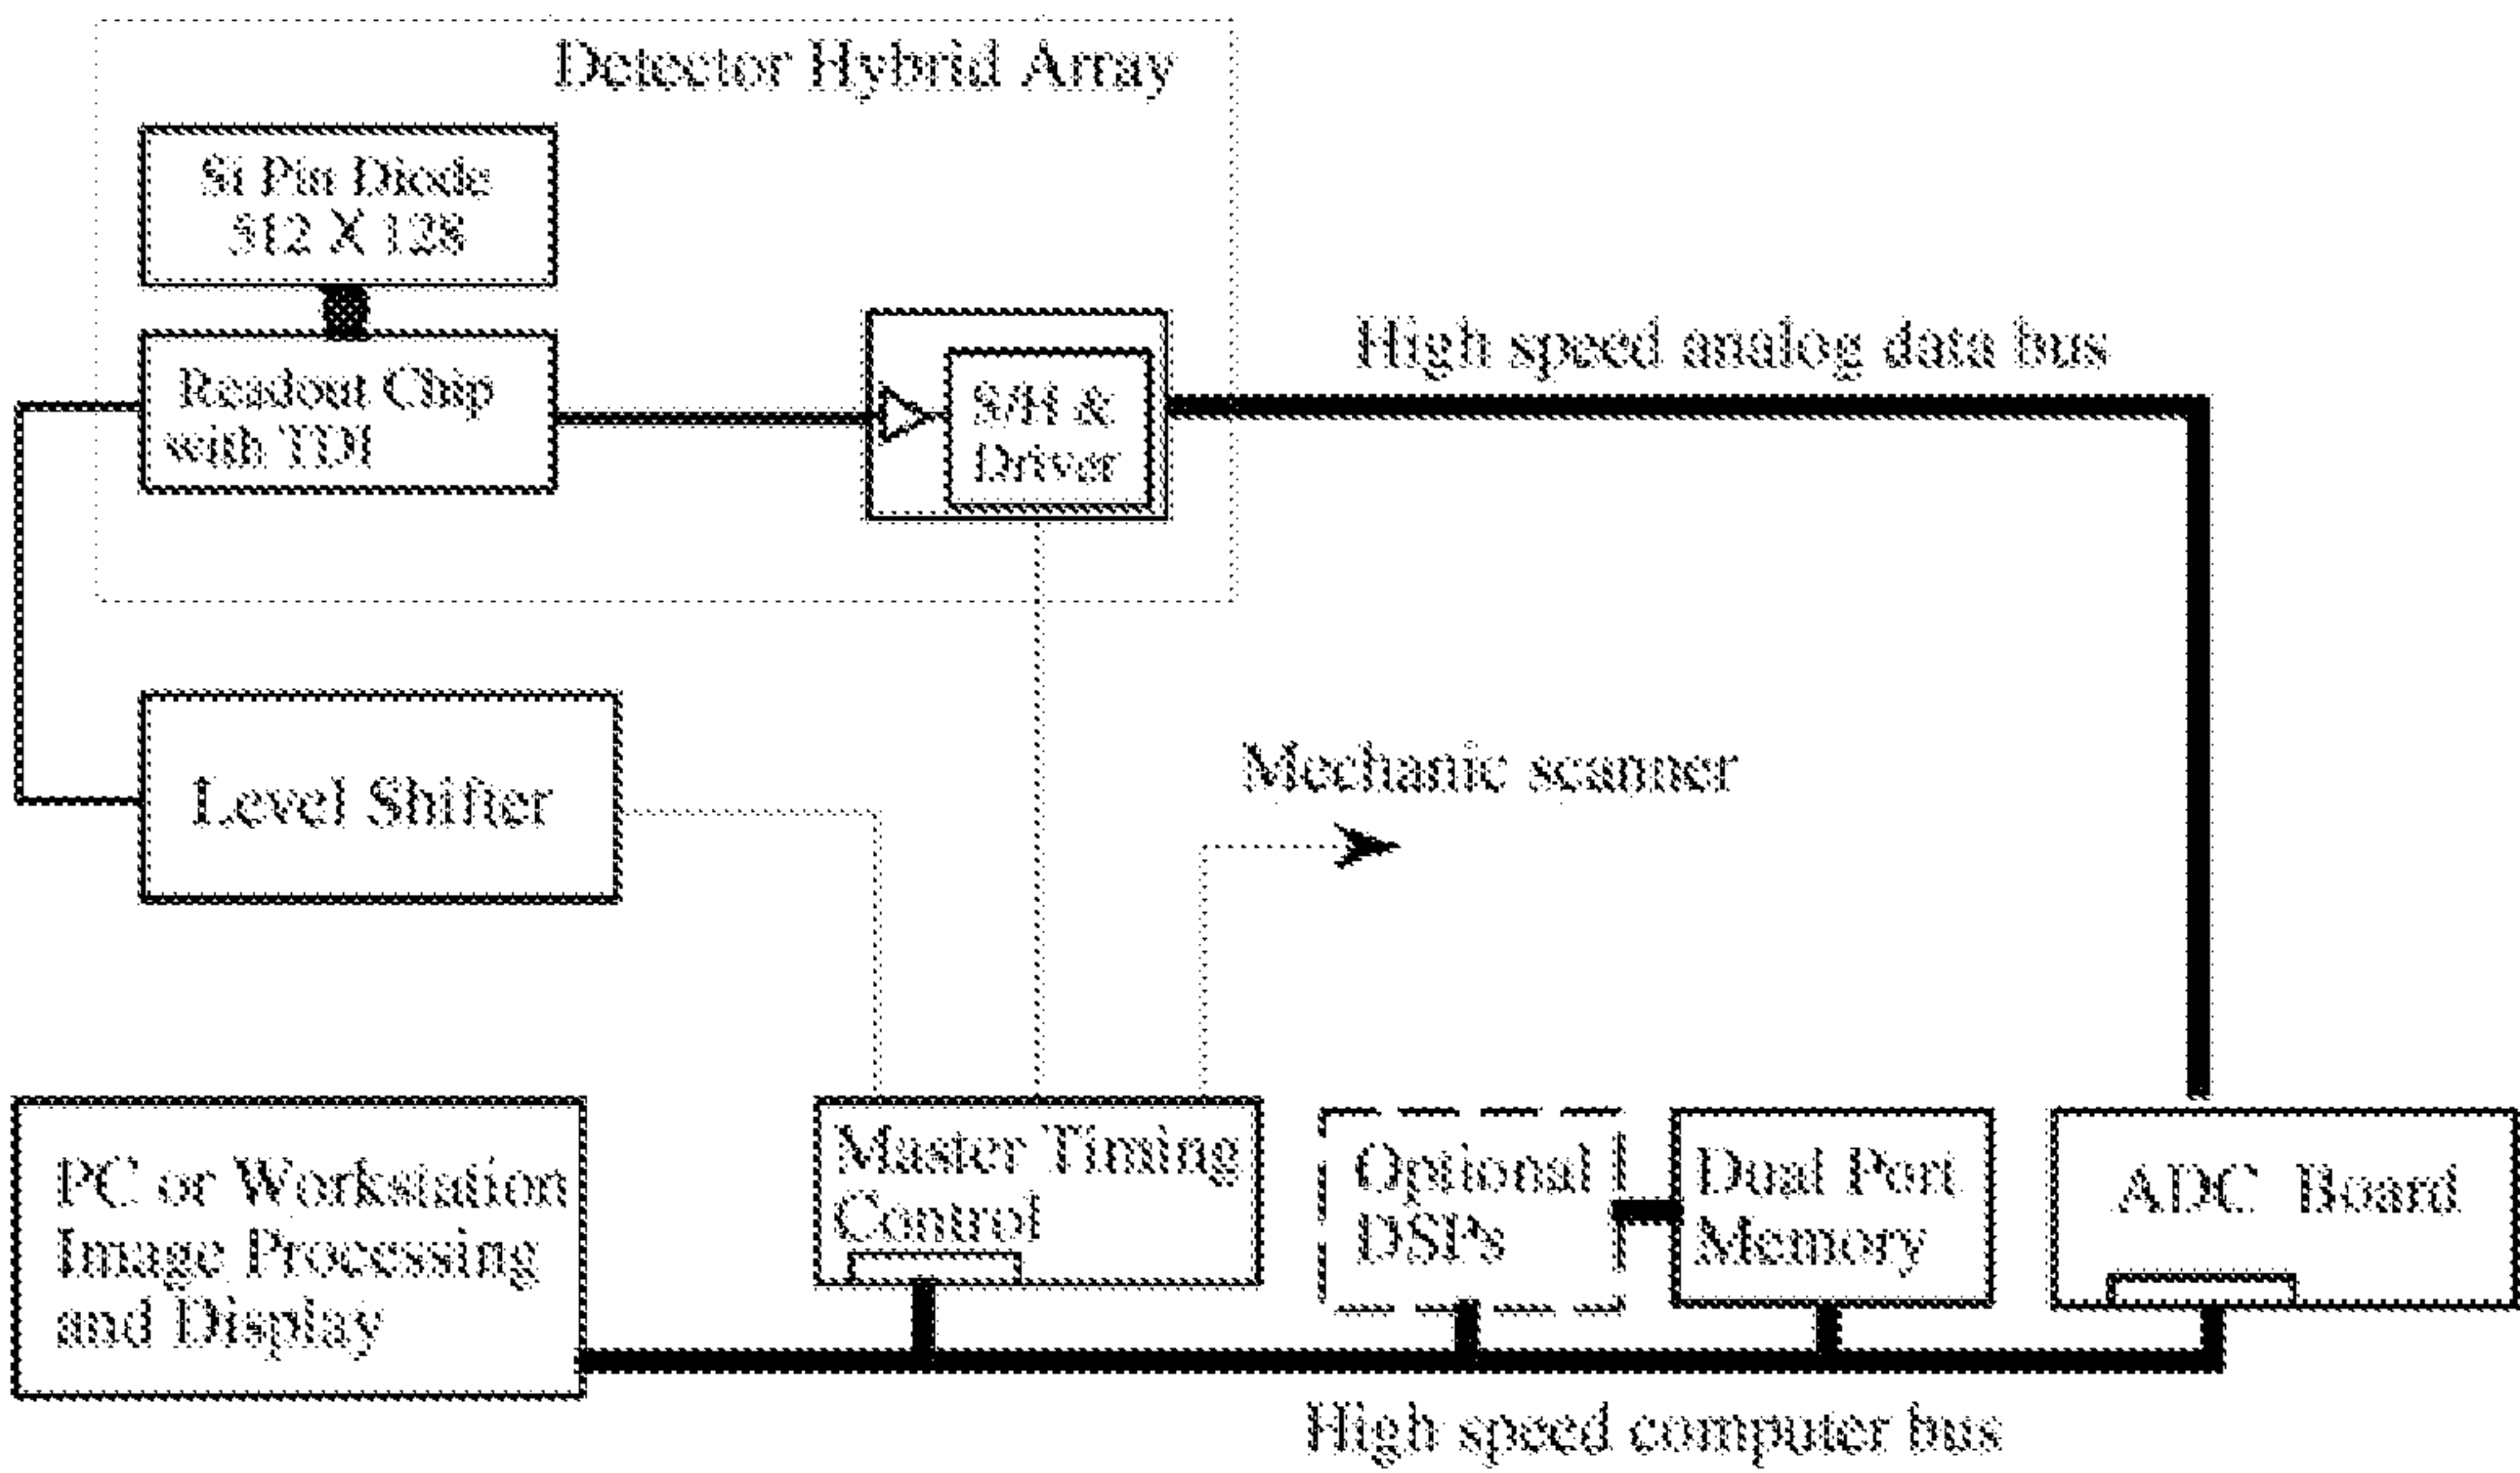 Detector Hybrid Array
Si Pin Diode
512 X 128
Readout Chip
with TDI
S/H &
Driver
High speed analog data bus
Level Shifter
Mechanic scanner
PC or Workstation
Image Processing
and Display
Master Timing
Control
Optional
DSPs
Dual Port
Memory
ADC Board
High speed computer bus